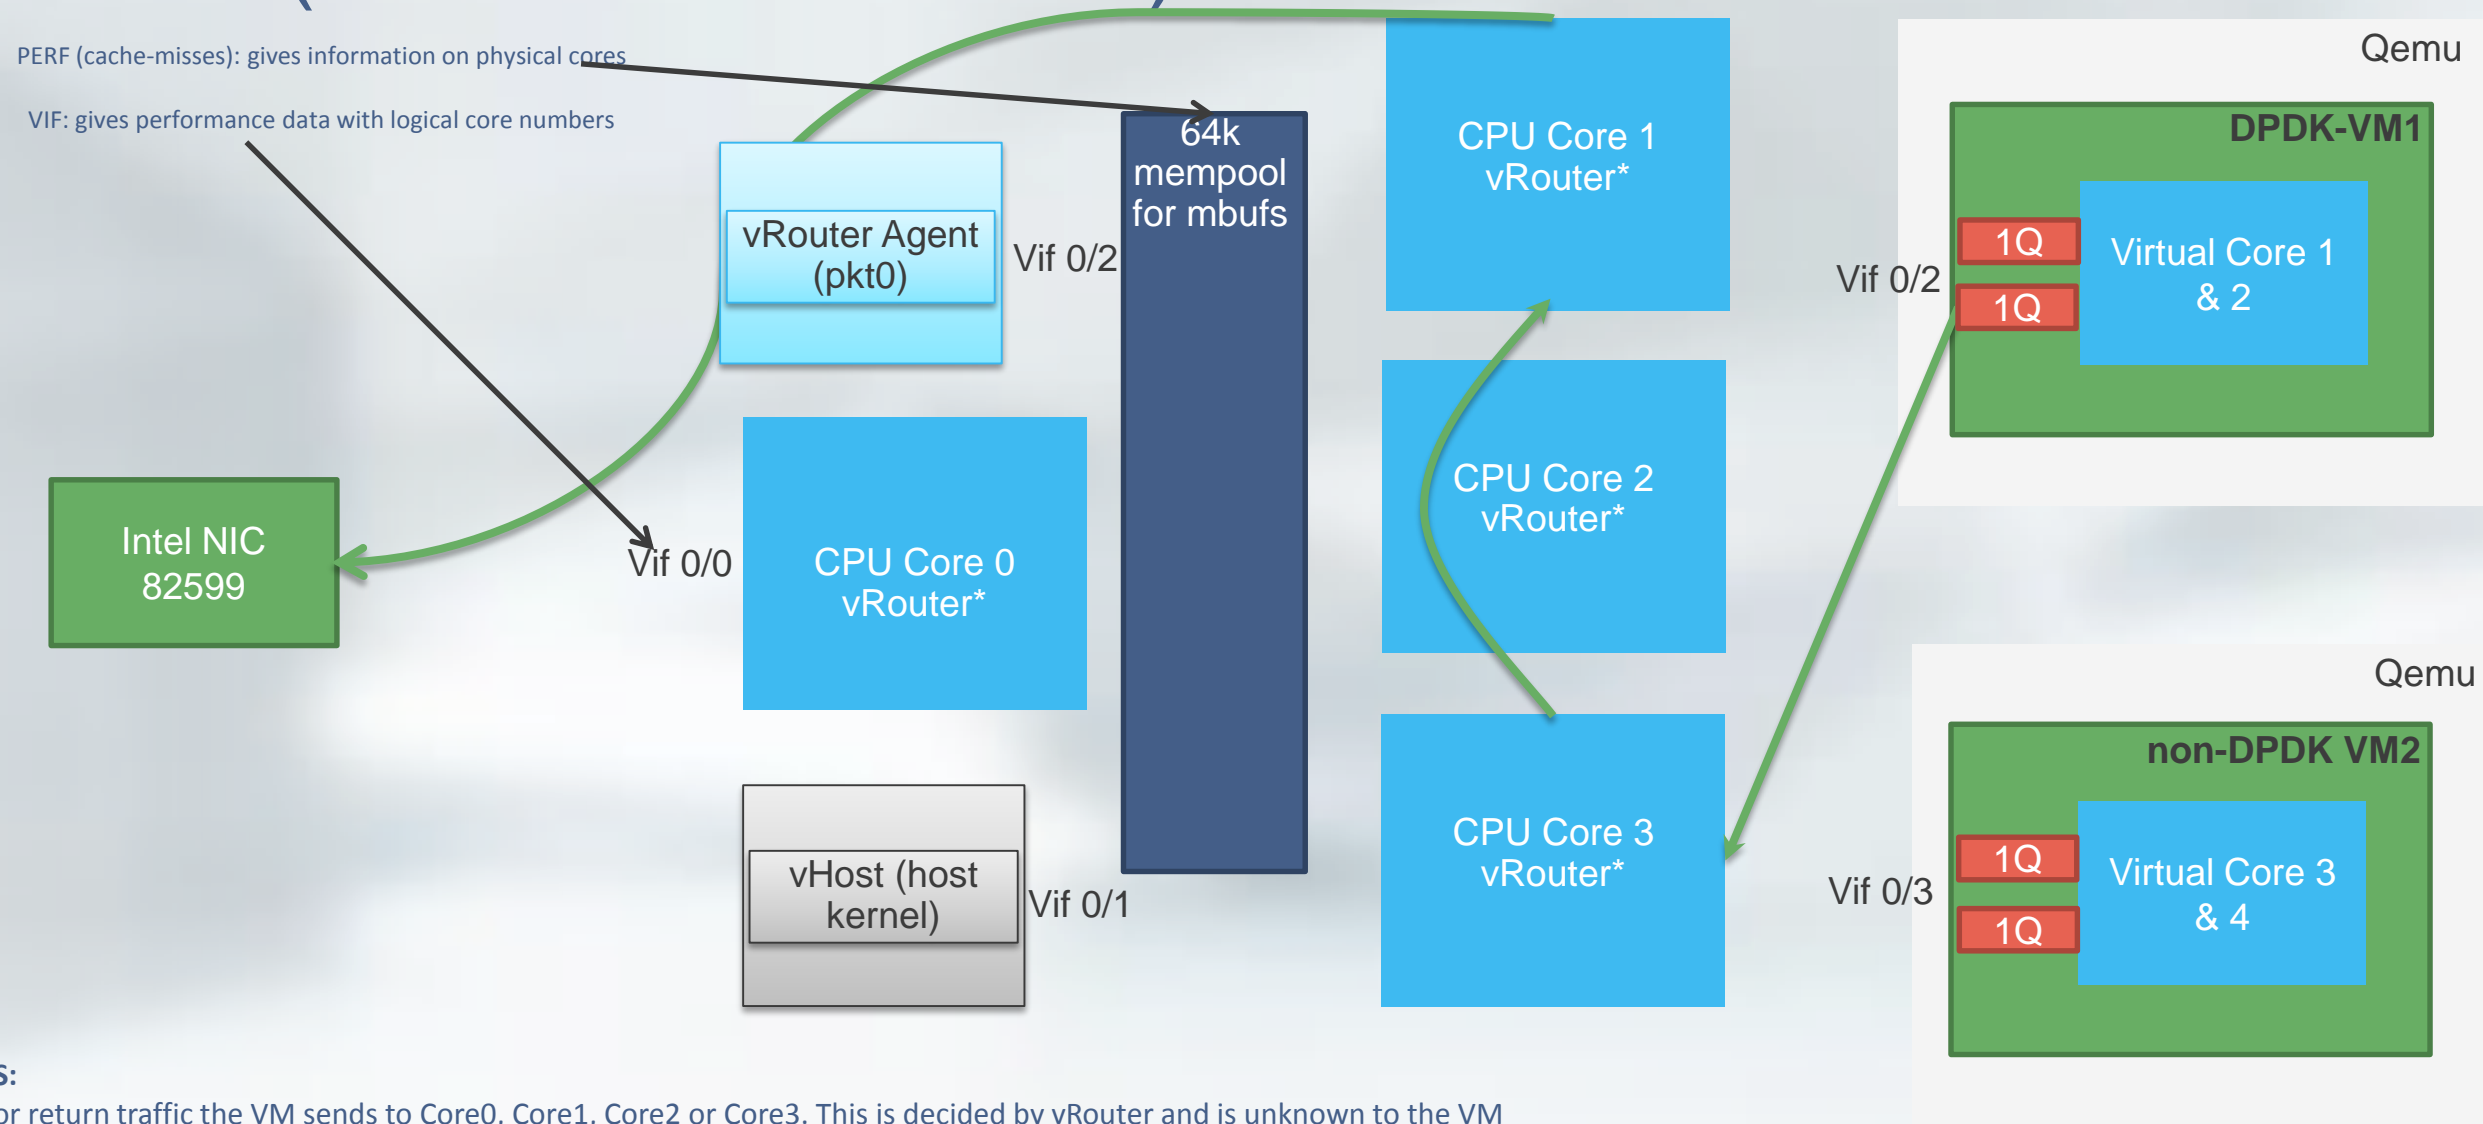 PERF (cache-misses): gives information on physical cores
VIF: gives performance data with logical core numbers
vRouter Agent
(pkt0)
Vif 0/2
64k
mempool
for mbufs
CPU Core 1
vRouter*
Qemu
DPDK-VM1
1Q
1Q
Virtual Core 1
& 2
Vif 0/2
Intel NIC
82599
Vif 0/0
CPU Core 0
vRouter*
CPU Core 2
vRouter*
vHost (host
kernel)
Vif 0/1
CPU Core 3
vRouter*
Qemu
non-DPDK VM2
Vif 0/3
1Q
1Q
Virtual Core 3
& 4
return traffic the VM sends to Core0, Core1, Core2 or Core3. This is decided by vRouter and is unknown to the VM